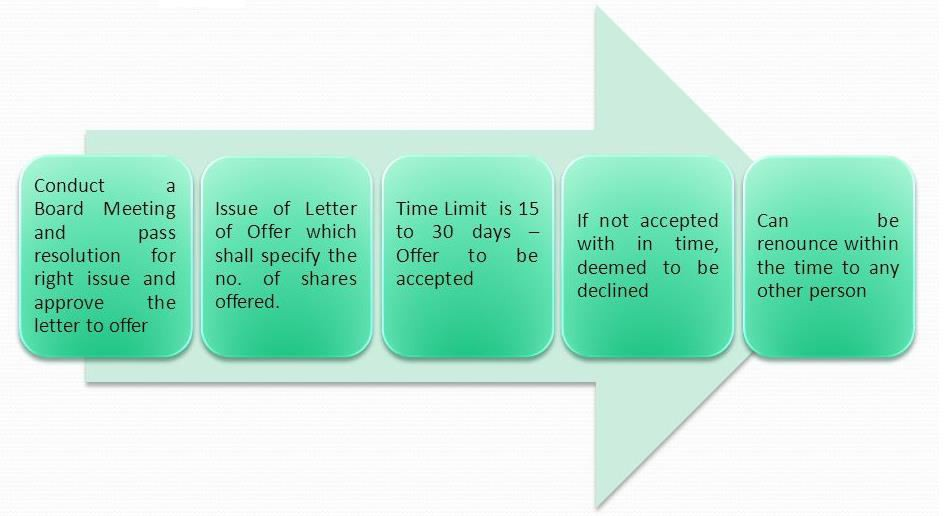 Conduct a
Board Meeting
and pass
resolution for
right issue and
approve the
letter to offer
Issue of Letter
of Offer which
shall specify the
no. of shares
offered.
Time Limit is 15
to 30 days –
Offer to be
accepted
If not accepted
with in time,
deemed to be
declined
Can be
renounce within
the time to any
other person